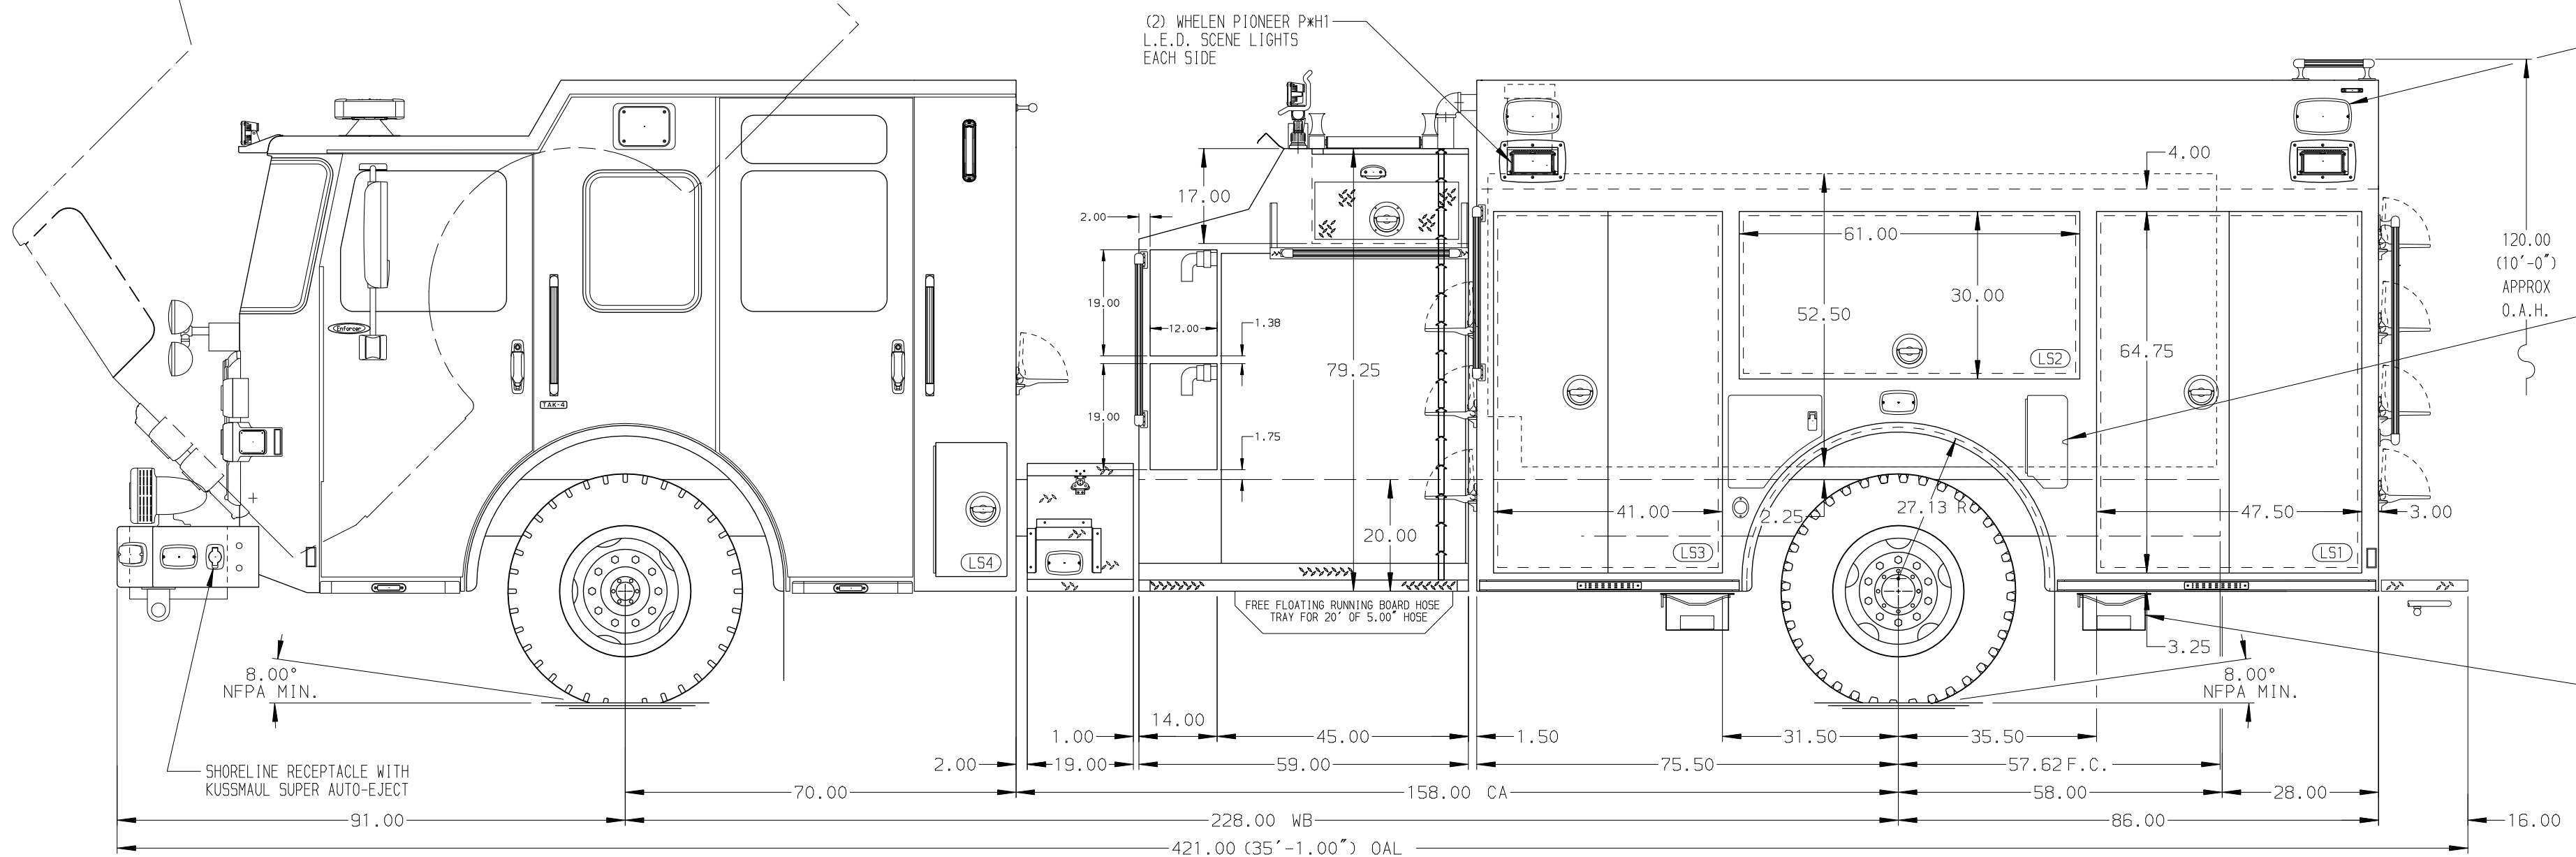 (2) WHELEN PIONEER P*H1
L.E.D. SCENE LIGHTS
EACH SIDE
4.00
17.00
2.00
61.00
120.00
(10'-0")
APPROX
O.A.H.
19.00
12.00
1.38
30.00
52.50
Enforcer
LS2
64.75
79.25
TAK-4
19.00
1.75
27.13 R
41.00
2.25
47.50
3.00
20.00
LS4
LS3
LS1
FREE FLOATING RUNNING BOARD HOSE
TRAY FOR 20' OF 5.00" HOSE
3.25
8.00°
NFPA MIN.
8.00°
NFPA MIN.
14.00
1.00
45.00
1.50
31.50
35.50
SHORELINE RECEPTACLE WITH
KUSSMAUL SUPER AUTO-EJECT
2.00
19.00
59.00
75.50
57.62 F.C.
70.00
158.00 CA
58.00
28.00
91.00
228.00 WB
86.00
16.00
421.00 (35'-1.00") OAL